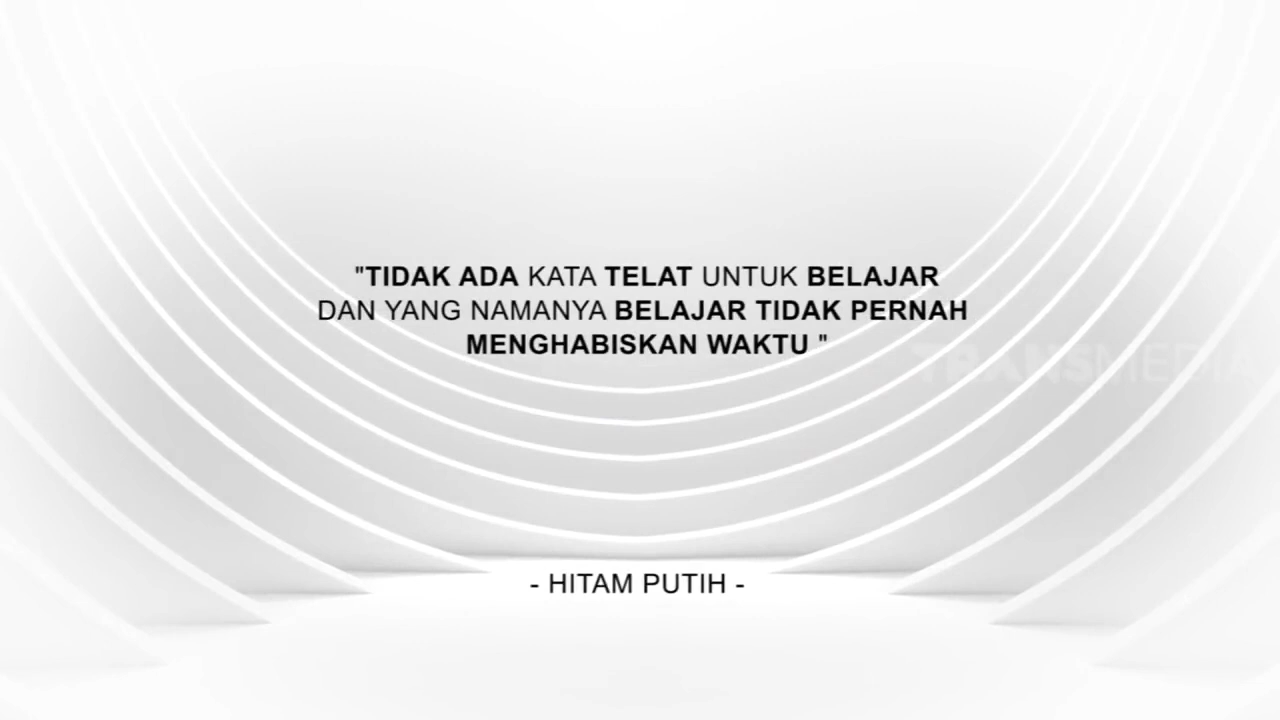 "TIDAK ADA KATA TELAT UNTUK BELAJAR
DAN YANG NAMANYA BELAJAR TIDAK PERNAH
MENGHABISKAN WAKTU "
TRANSMEDIA
- HITAM PUTIH -